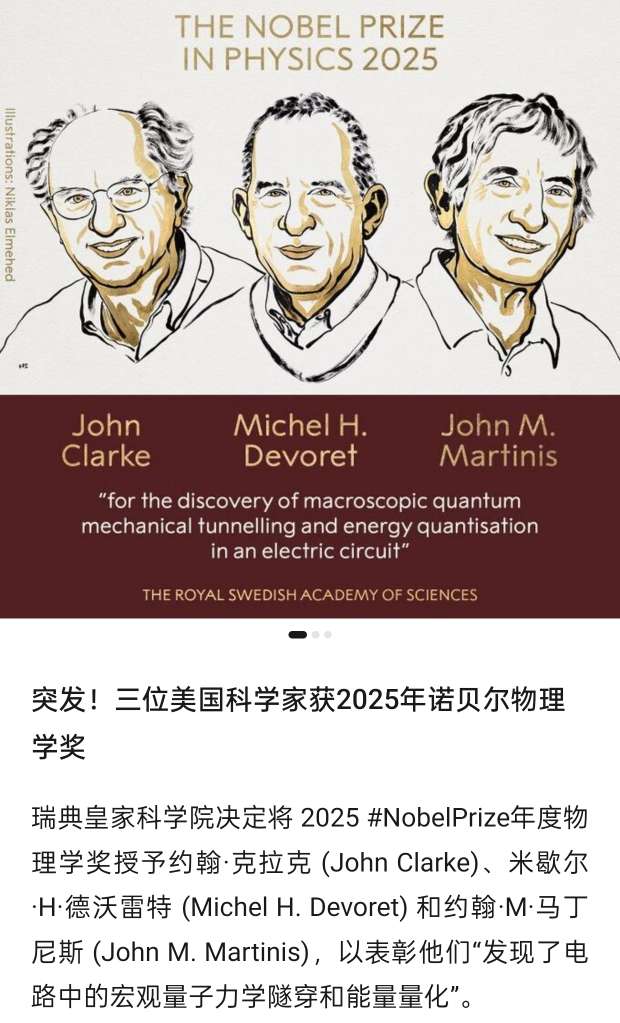 THE NOBEL PRIZE
IN PHYSICS 2025
Illustrations: Niklas Elmehed
John
Clarke
Michel H.
Devoret
John M.
Martinis
“for the discovery of macroscopic quantum
mechanical tunnelling and energy quantisation
in an electric circuit”
THE ROYAL SWEDISH ACADEMY OF SCIENCES
突发！三位美国科学家获2025年诺贝尔物理
学奖
瑞典皇家科学院决定将 2025 #NobelPrize年度物
理学奖授予约翰·克拉克 (John Clarke)、米歇尔
·H·德沃雷特 (Michel H. Devoret) 和约翰·M·马丁
尼斯 (John M. Martinis)，以表彰他们“发现了电
路中的宏观量子力学隧穿和能量量化”。